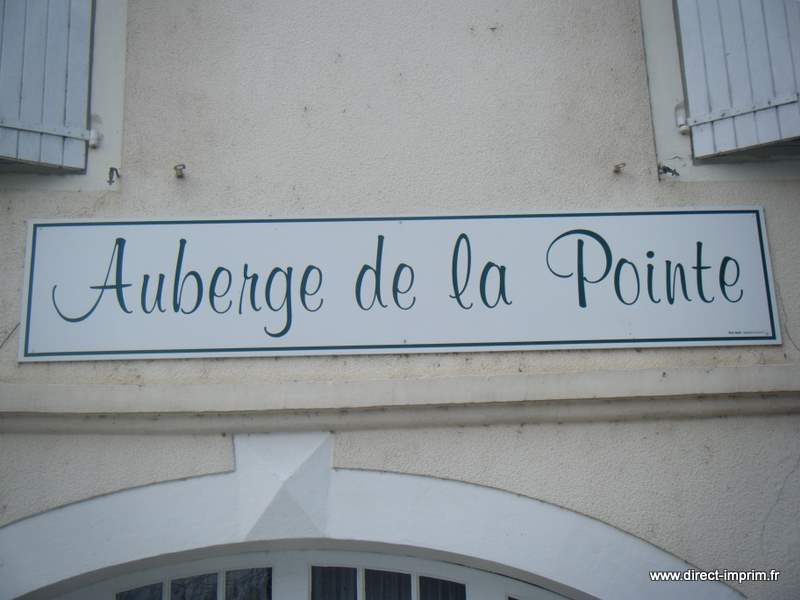 Auberge de la Pointe
www.direct-imprim.fr